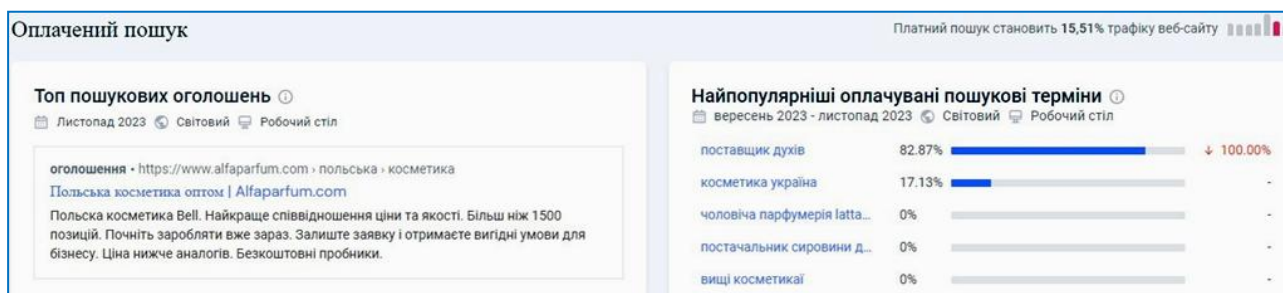 Оплачений пошук
Платний пошук становить 15,51% трафіку веб-сайту
Топ пошукових оголошень
Листопад 2023 Світовий Робочий стіл
оголошення • https://www.alfaparfum.com › польська › косметика
Польська косметика оптом | Alfaparfum.com
Польска косметика Bell. Найкраще співвідношення ціни та якості. Більш ніж 1500
позицій. Почніть заробляти вже зараз. Залиште заявку і отримаєте вигідні умови для
бізнесу. Ціна нижче аналогів. Безкоштовні пробники.
Найпопулярніші оплачувані пошукові терміни
вересень 2023 - листопад 2023 Світовий Робочий стіл
поставщик духів 82.87% ↓ 100.00%
косметика україна 17.13% -
чоловіча парфумерія latta... 0% -
постачальник сировини д... 0% -
вищі косметикаї 0% -